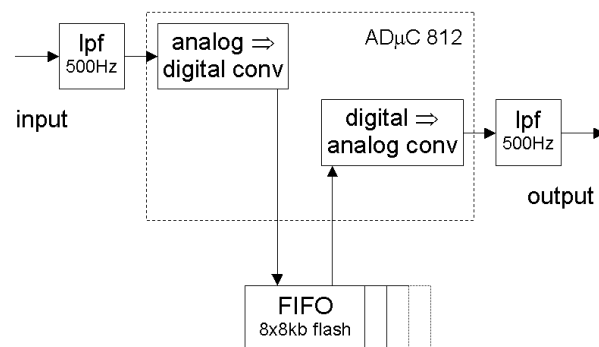 lpf
500Hz
input
analog ⇒
digital conv
ADµC 812
digital ⇒
analog conv
lpf
500Hz
output
FIFO
8x8kb flash